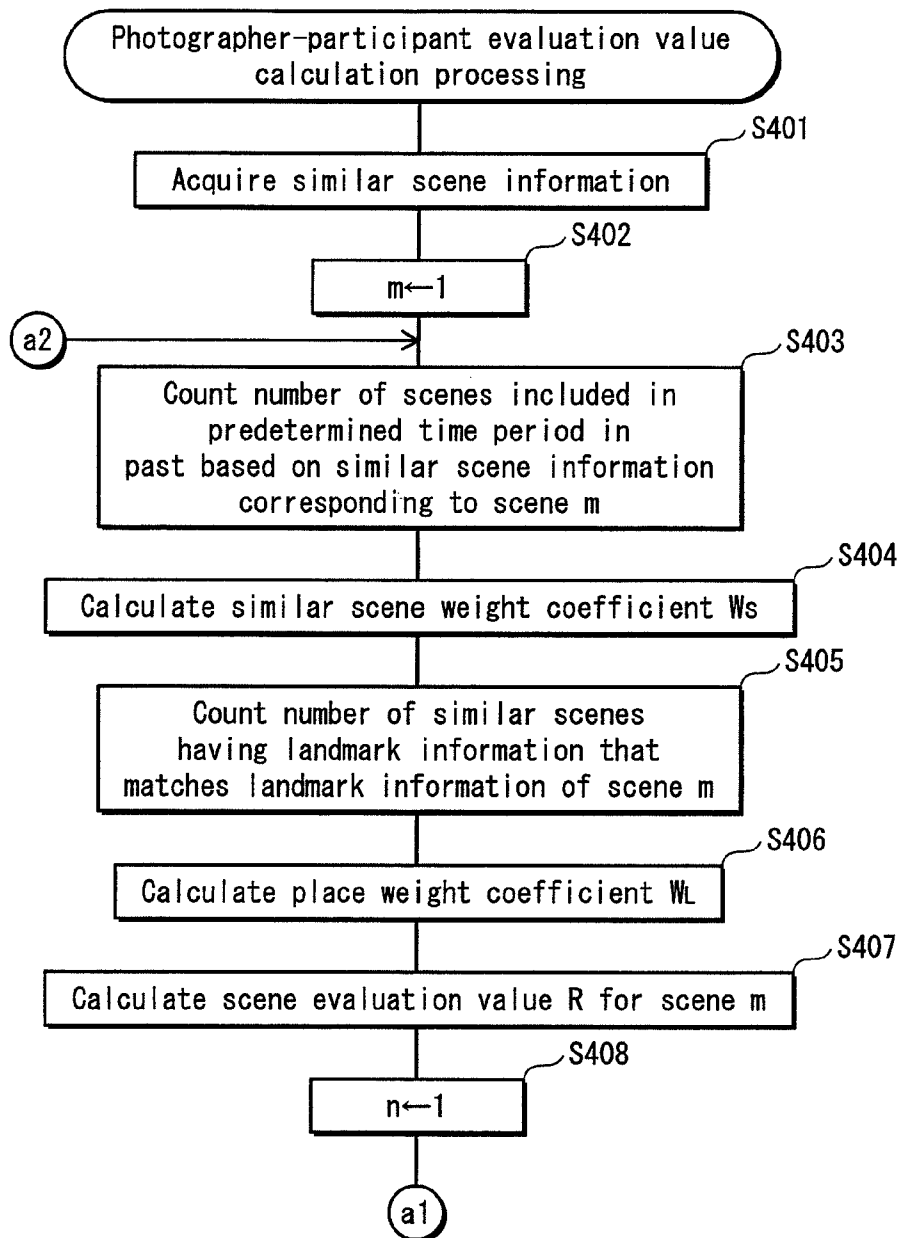 Photographer-participant evaluation value
calculation processing
S401
Acquire similar scene information
S402
m←1
a2
S403
Count number of scenes included in
predetermined time period in
past based on similar scene information
corresponding to scene m
S404
Calculate similar scene weight coefficient Ws
S405
Count number of similar scenes
having landmark information that
matches landmark information of scene m
S406
Calculate place weight coefficient WL
S407
Calculate scene evaluation value R for scene m
S408
n←1
a1